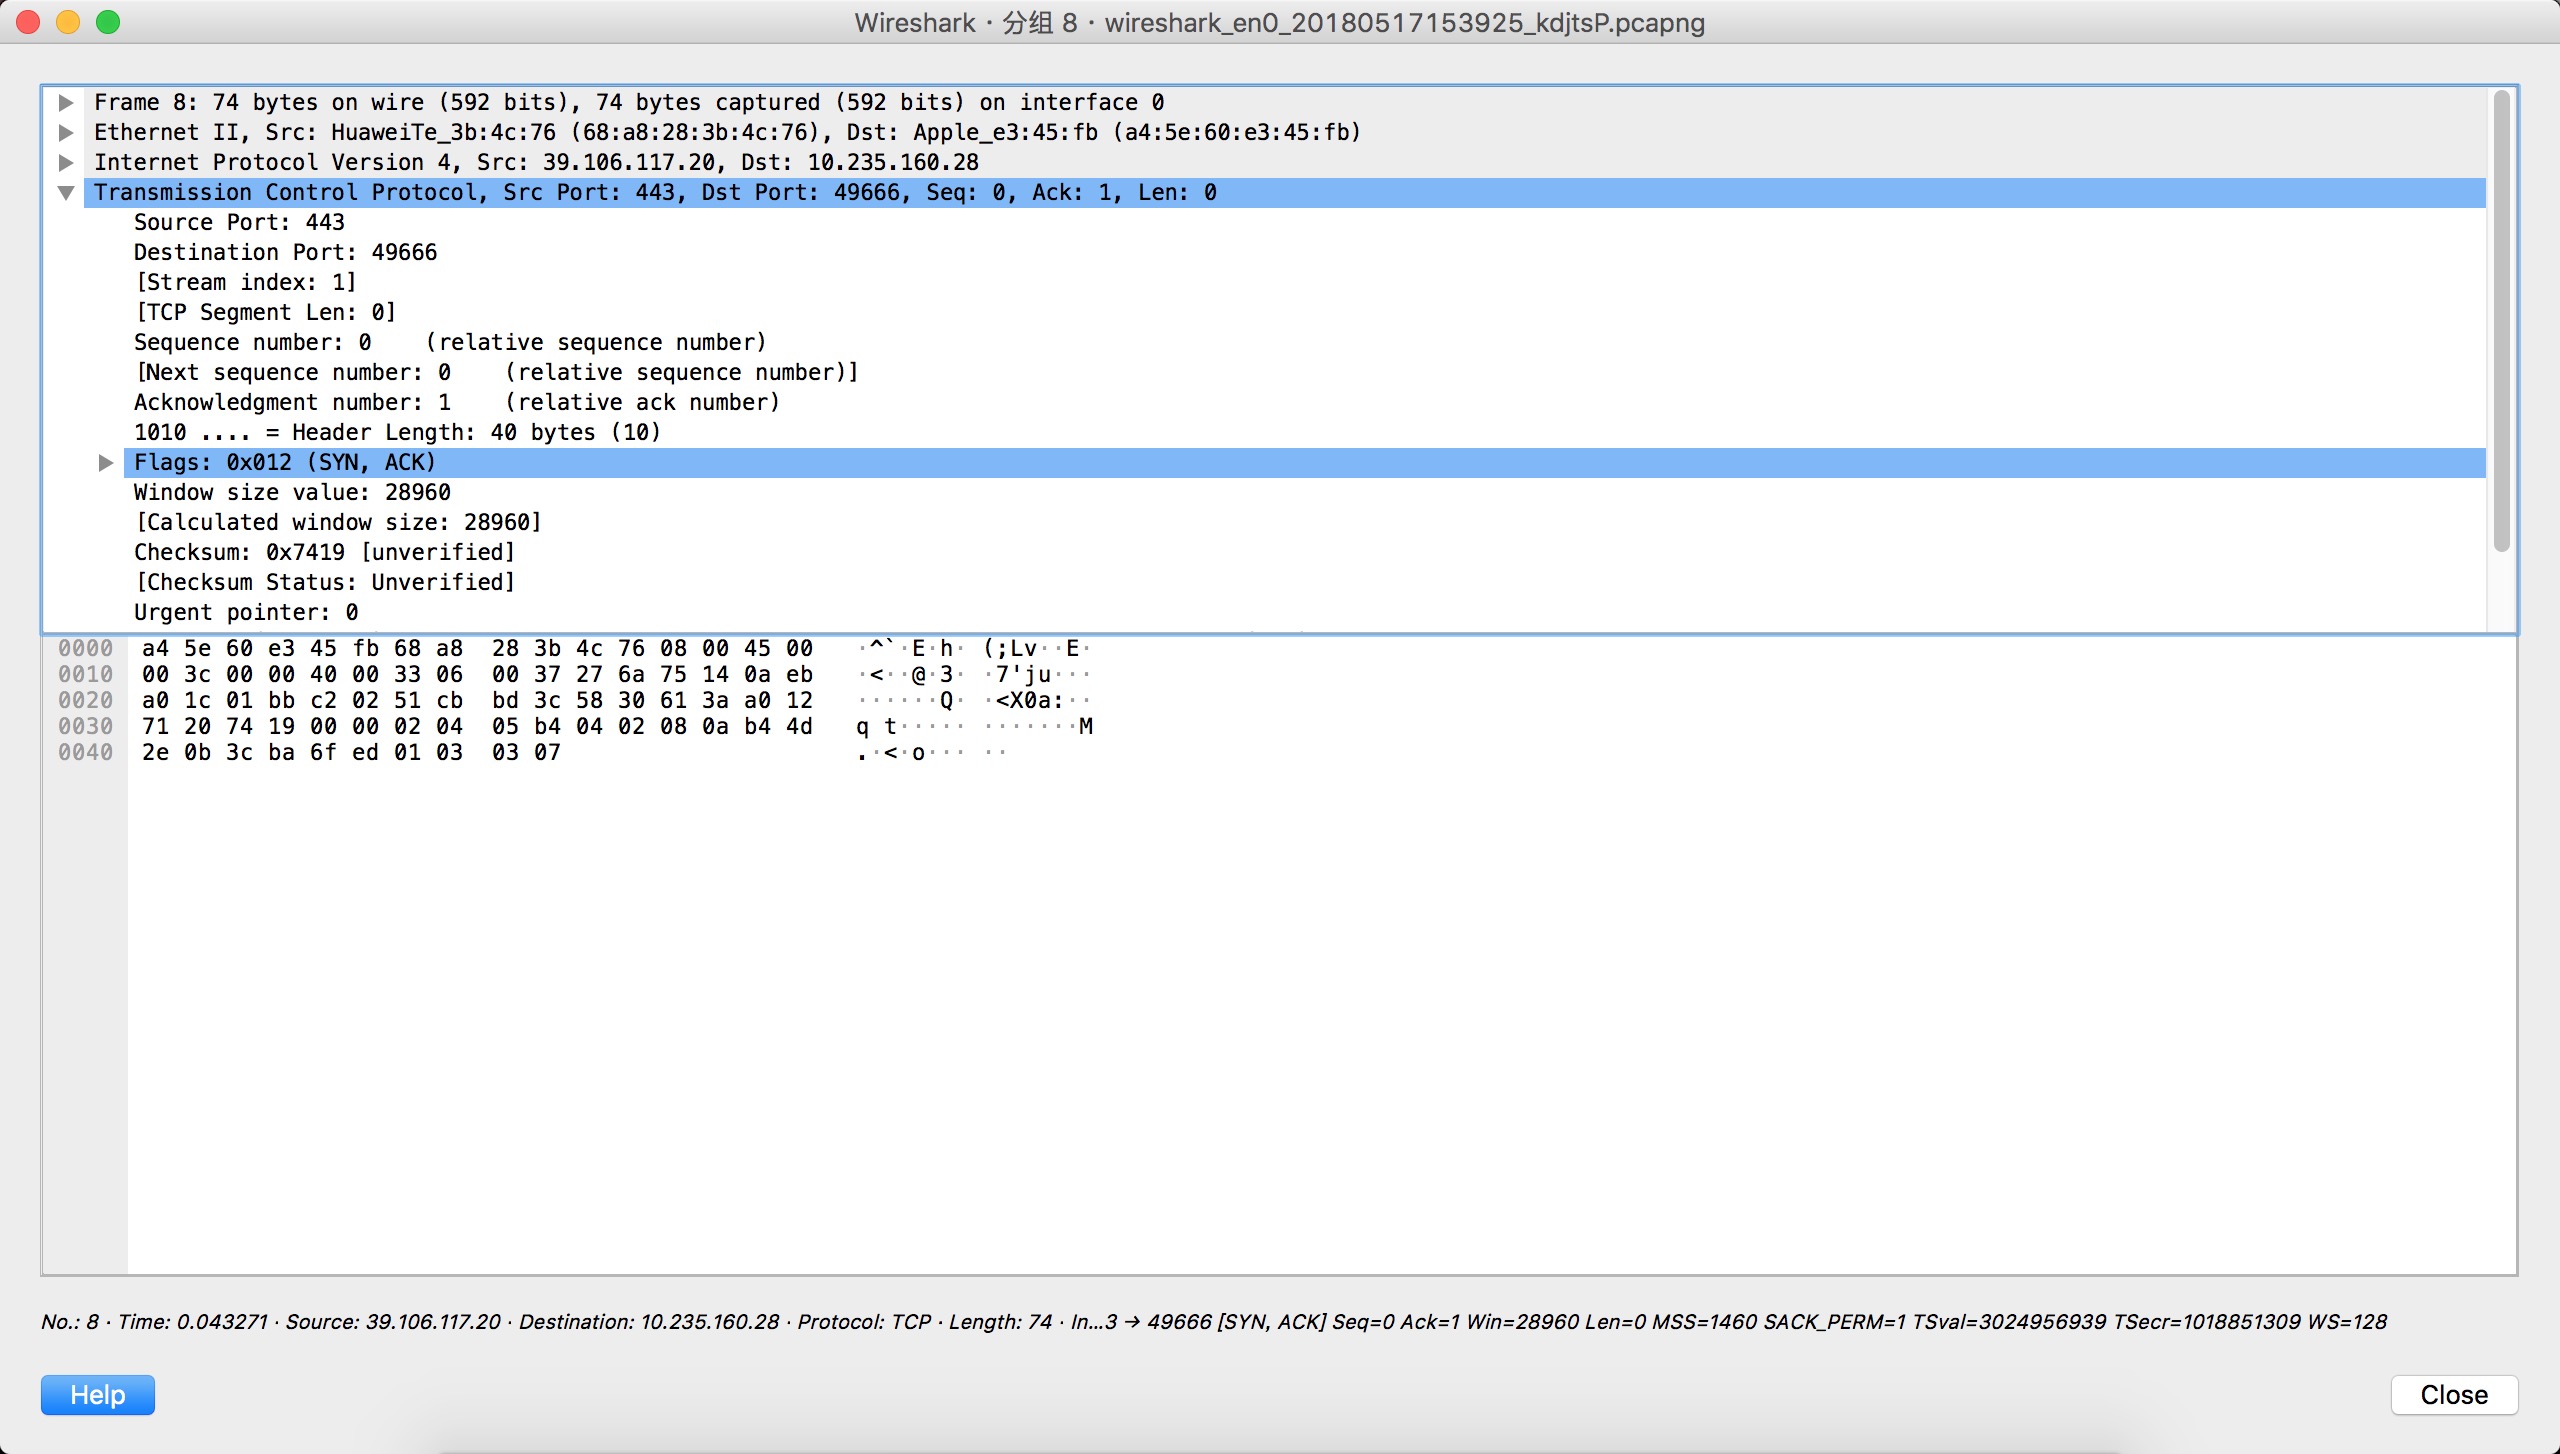 Wireshark · 分组 8 · wireshark_en0_20180517153925_kdjtsP.pcapng
Frame 8: 74 bytes on wire (592 bits), 74 bytes captured (592 bits) on interface 0
Ethernet II, Src: HuaweiTe_3b:4c:76 (68:a8:28:3b:4c:76), Dst: Apple_e3:45:fb (a4:5e:60:e3:45:fb)
Internet Protocol Version 4, Src: 39.106.117.20, Dst: 10.235.160.28
Transmission Control Protocol, Src Port: 443, Dst Port: 49666, Seq: 0, Ack: 1, Len: 0
Source Port: 443
Destination Port: 49666
[Stream index: 1]
[TCP Segment Len: 0]
Sequence number: 0    (relative sequence number)
[Next sequence number: 0    (relative sequence number)]
Acknowledgment number: 1    (relative ack number)
1010 .... = Header Length: 40 bytes (10)
Flags: 0x012 (SYN, ACK)
Window size value: 28960
[Calculated window size: 28960]
Checksum: 0x7419 [unverified]
[Checksum Status: Unverified]
Urgent pointer: 0
0000 a4 5e 60 e3 45 fb 68 a8 28 3b 4c 76 08 00 45 00 ·^`·E·h· (;Lv··E·
0010 00 3c 00 00 40 00 33 06 00 37 27 6a 75 14 0a eb ·<··@·3· ·7'ju···
0020 a0 1c 01 bb c2 02 51 cb bd 3c 58 30 61 3a a0 12 ······Q· ·<X0a:··
0030 71 20 74 19 00 00 02 04 05 b4 04 02 08 0a b4 4d q t····· ·······M
0040 2e 0b 3c ba 6f ed 01 03 03 07 .·<·o··· ··
No.: 8 · Time: 0.043271 · Source: 39.106.117.20 · Destination: 10.235.160.28 · Protocol: TCP · Length: 74 · In…3 → 49666 [SYN, ACK] Seq=0 Ack=1 Win=28960 Len=0 MSS=1460 SACK_PERM=1 TSval=3024956939 TSecr=1018851309 WS=128
Help
Close